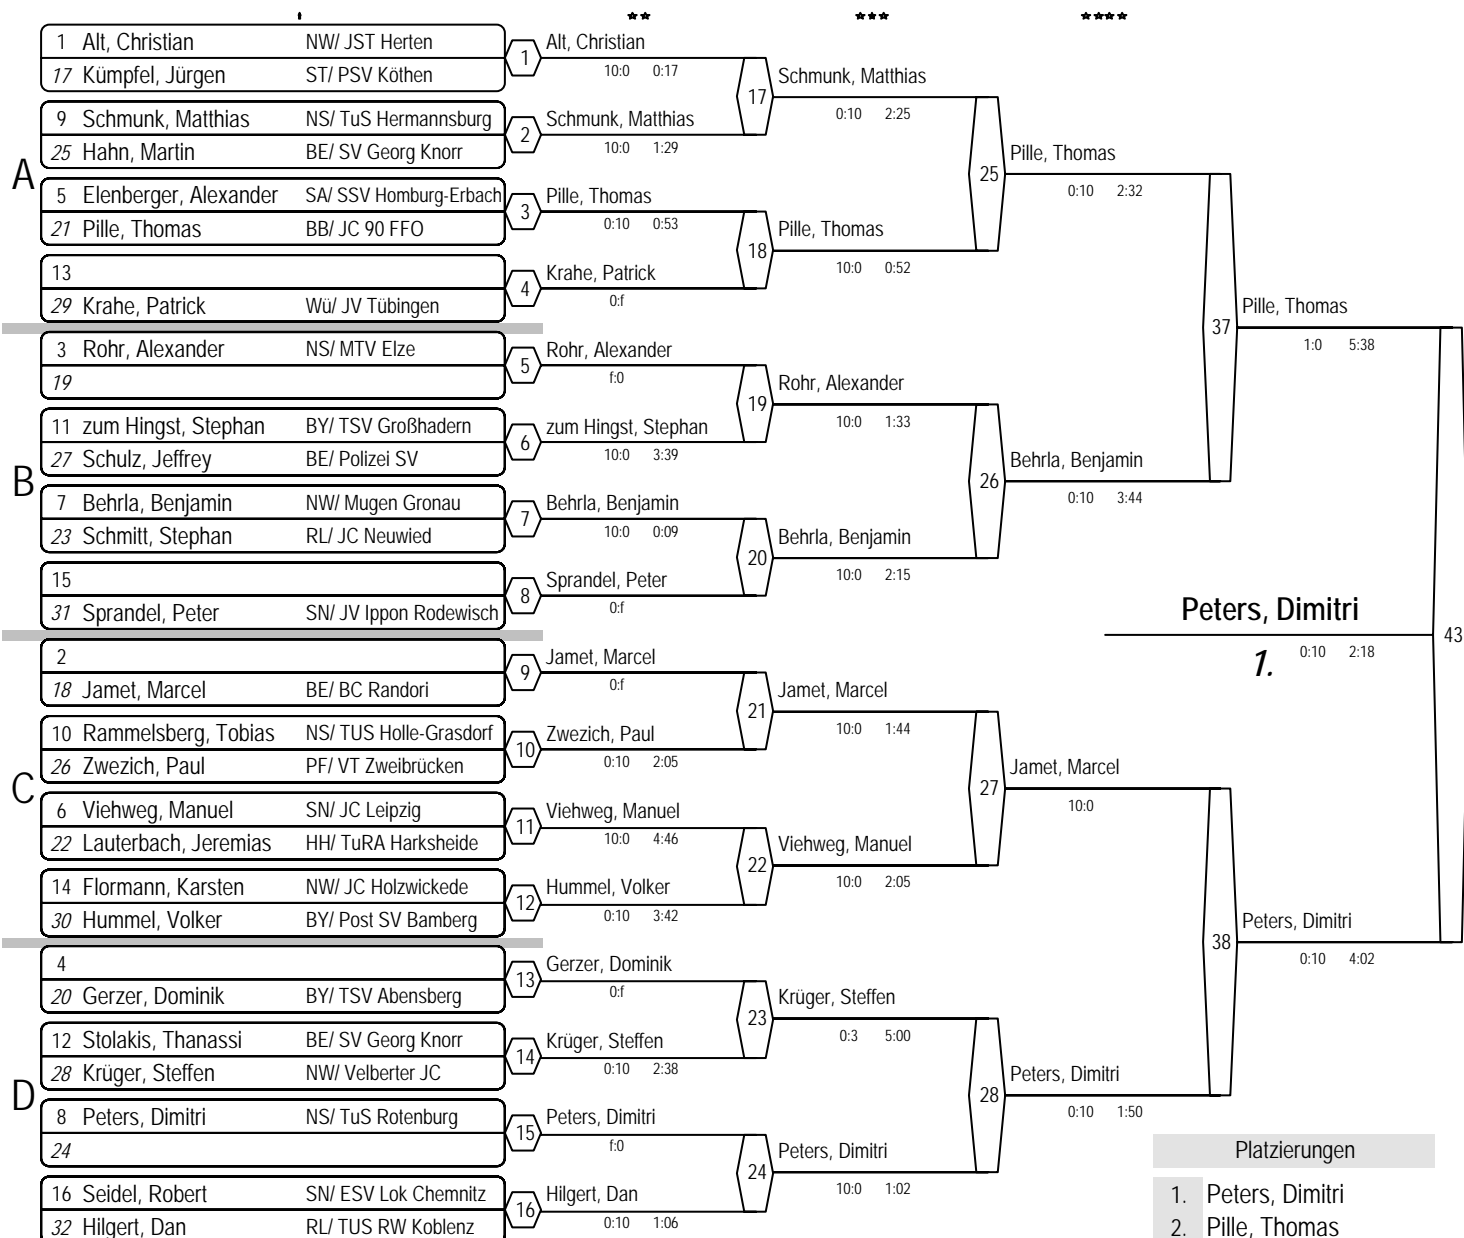 * ** *** ****
A
1 Alt, Christian NW/ JST Herten
17 Kümpfel, Jürgen ST/ PSV Köthen
9 Schmunk, Matthias NS/ TuS Hermannsburg
25 Hahn, Martin BE/ SV Georg Knorr
5 Elenberger, Alexander SA/ SSV Homburg-Erbach
21 Pille, Thomas BB/ JC 90 FFO
13
29 Krahe, Patrick Wü/ JV Tübingen
B
3 Rohr, Alexander NS/ MTV Elze
19
11 zum Hingst, Stephan BY/ TSV Großhadern
27 Schulz, Jeffrey BE/ Polizei SV
7 Behrla, Benjamin NW/ Mugen Gronau
23 Schmitt, Stephan RL/ JC Neuwied
15
31 Sprandel, Peter SN/ JV Ippon Rodewisch
C
2
18 Jamet, Marcel BE/ BC Randori
10 Rammelsberg, Tobias NS/ TUS Holle-Grasdorf
26 Zwezich, Paul PF/ VT Zweibrücken
6 Viehweg, Manuel SN/ JC Leipzig
22 Lauterbach, Jeremias HH/ TuRA Harksheide
14 Flormann, Karsten NW/ JC Holzwickede
30 Hummel, Volker BY/ Post SV Bamberg
D
4
20 Gerzer, Dominik BY/ TSV Abensberg
12 Stolakis, Thanassi BE/ SV Georg Knorr
28 Krüger, Steffen NW/ Velberter JC
8 Peters, Dimitri NS/ TuS Rotenburg
24
16 Seidel, Robert SN/ ESV Lok Chemnitz
32 Hilgert, Dan RL/ TUS RW Koblenz
1 Alt, Christian
10:0 0:17
2 Schmunk, Matthias
10:0 1:29
3 Pille, Thomas
0:10 0:53
4 Krahe, Patrick
0:f
5 Rohr, Alexander
f:0
6 zum Hingst, Stephan
10:0 3:39
7 Behrla, Benjamin
10:0 0:09
8 Sprandel, Peter
0:f
9 Jamet, Marcel
0:f
10 Zwezich, Paul
0:10 2:05
11 Viehweg, Manuel
10:0 4:46
12 Hummel, Volker
0:10 3:42
13 Gerzer, Dominik
0:f
14 Krüger, Steffen
0:10 2:38
15 Peters, Dimitri
f:0
16 Hilgert, Dan
0:10 1:06
17 Schmunk, Matthias
0:10 2:25
18 Pille, Thomas
10:0 0:52
19 Rohr, Alexander
10:0 1:33
20 Behrla, Benjamin
10:0 2:15
21 Jamet, Marcel
10:0 1:44
22 Viehweg, Manuel
10:0 2:05
23 Krüger, Steffen
0:3 5:00
24 Peters, Dimitri
10:0 1:02
25 Pille, Thomas
0:10 2:32
26 Behrla, Benjamin
0:10 3:44
27 Jamet, Marcel
10:0
28 Peters, Dimitri
0:10 1:50
37 Pille, Thomas
1:0 5:38
38 Peters, Dimitri
0:10 4:02
Peters, Dimitri
43
1. 0:10 2:18
Platzierungen
1. Peters, Dimitri
2. Pille, Thomas